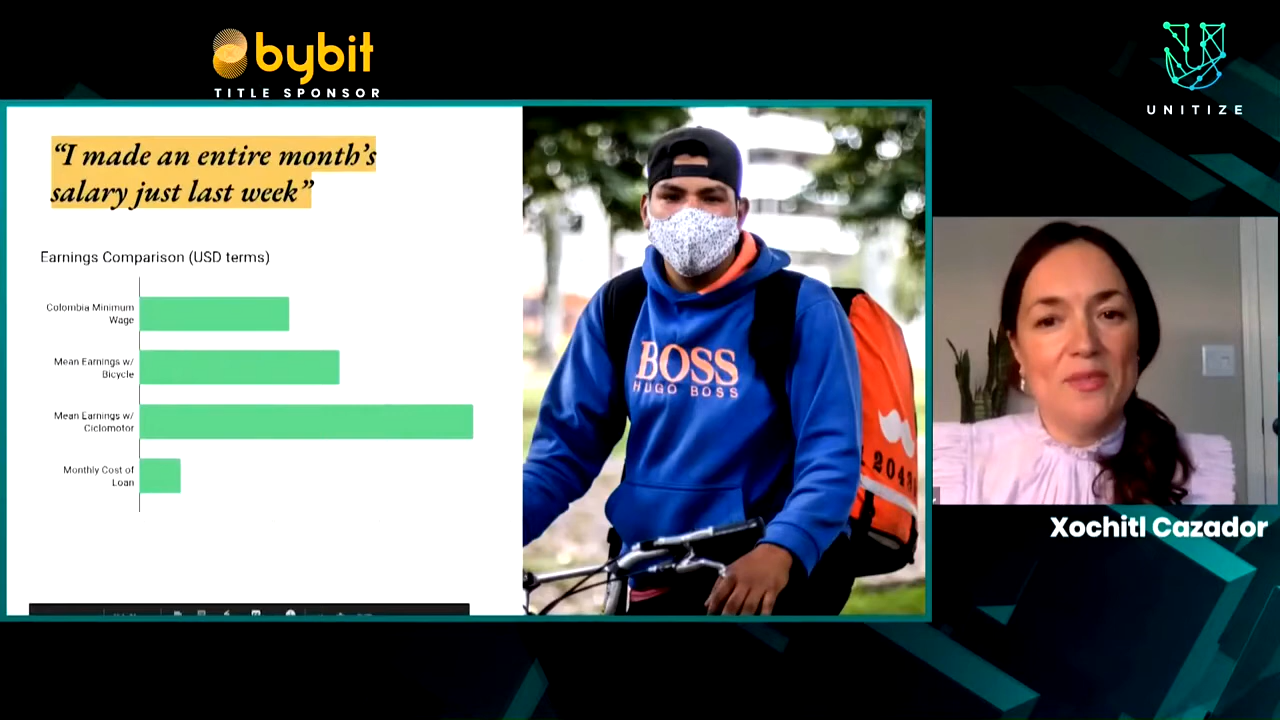 bybit
TITLE SPONSOR
UNITIZE
“I made an entire month’s
salary just last week”
Earnings Comparison (USD terms)
Colombia Minimum
Wage
Mean Earnings w/
Bicycle
Mean Earnings w/
Ciclomotor
Monthly Cost of
Loan
BOSS
HUGO BOSS
Xochitl Cazador